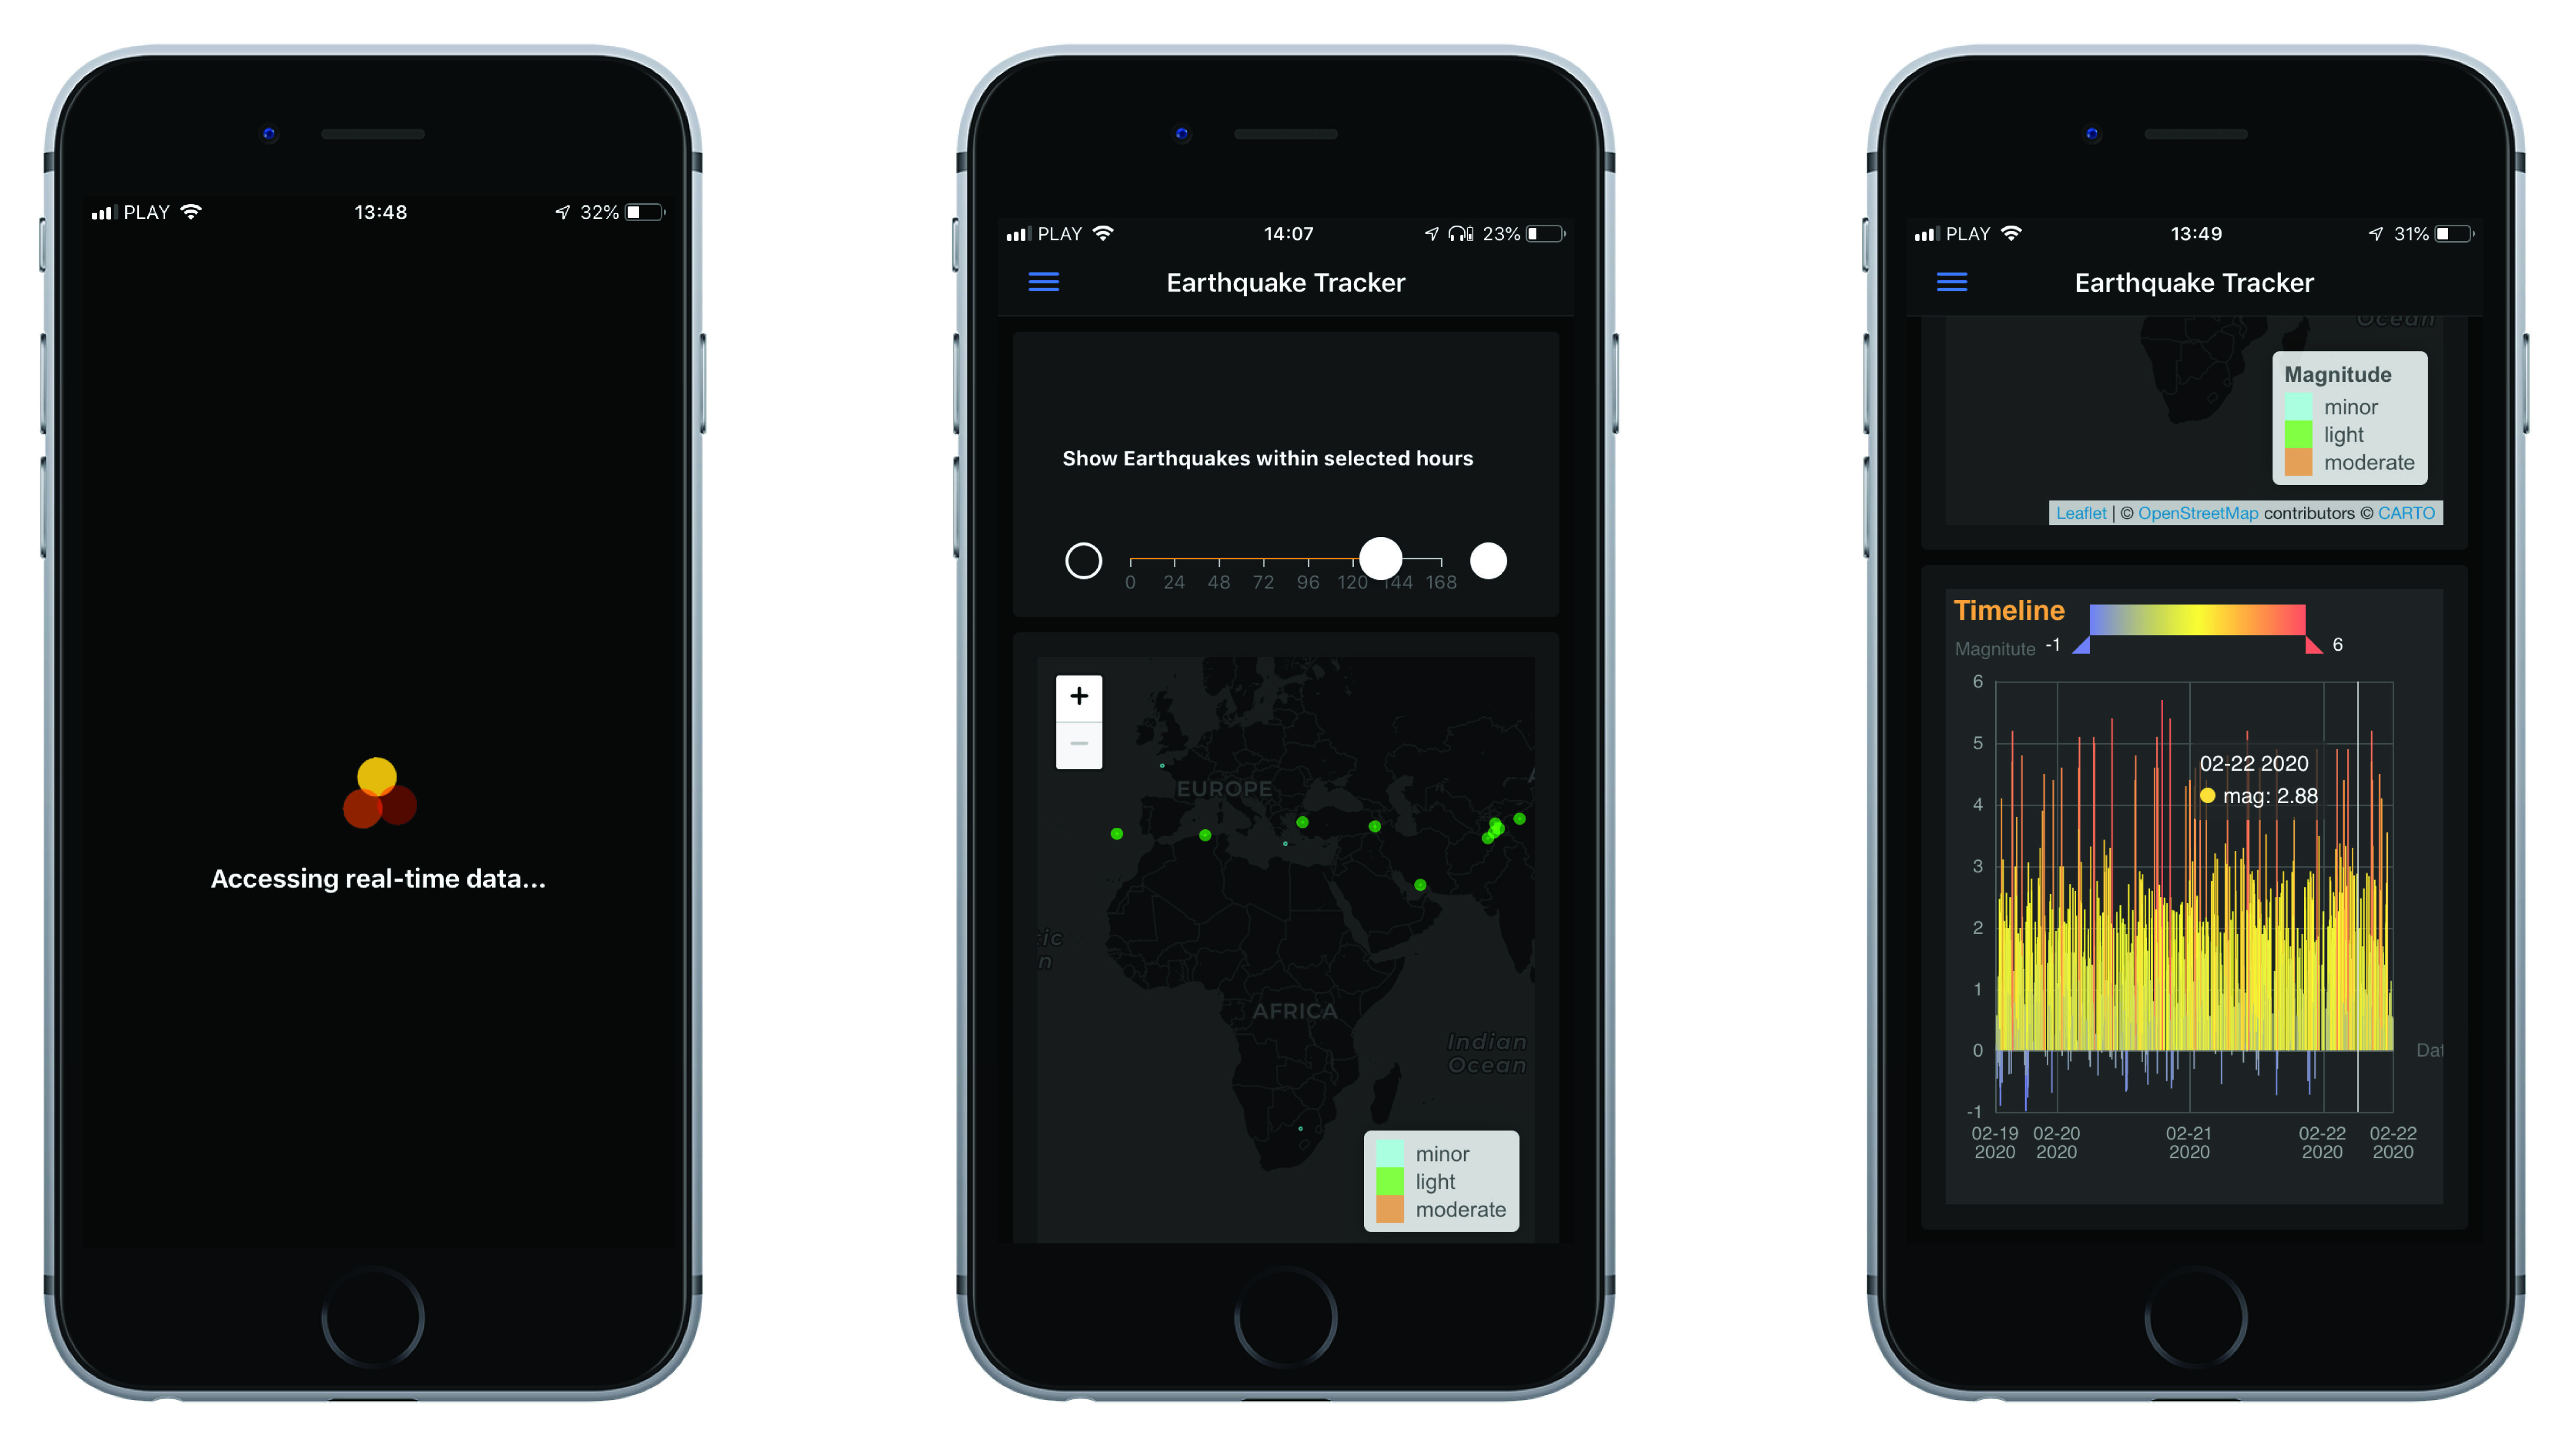 PLAY 13:48 32%
Accessing real-time data...
PLAY 14:07 23%
Earthquake Tracker
Show Earthquakes within selected hours
0 24 48 72 96 120 144 168
+
−
EUROPE
AFRICA
Indian
Ocean
minor
light
moderate
PLAY 13:49 31%
Earthquake Tracker
Ocean
Magnitude
minor
light
moderate
Leaflet | © OpenStreetMap contributors © CARTO
Timeline
Magnitute -1 6
6
5
02-22 2020
mag: 2.88
4
3
2
1
0
Dat
-1
02-19 02-20 02-21 02-22 02-22
2020 2020 2020 2020 2020